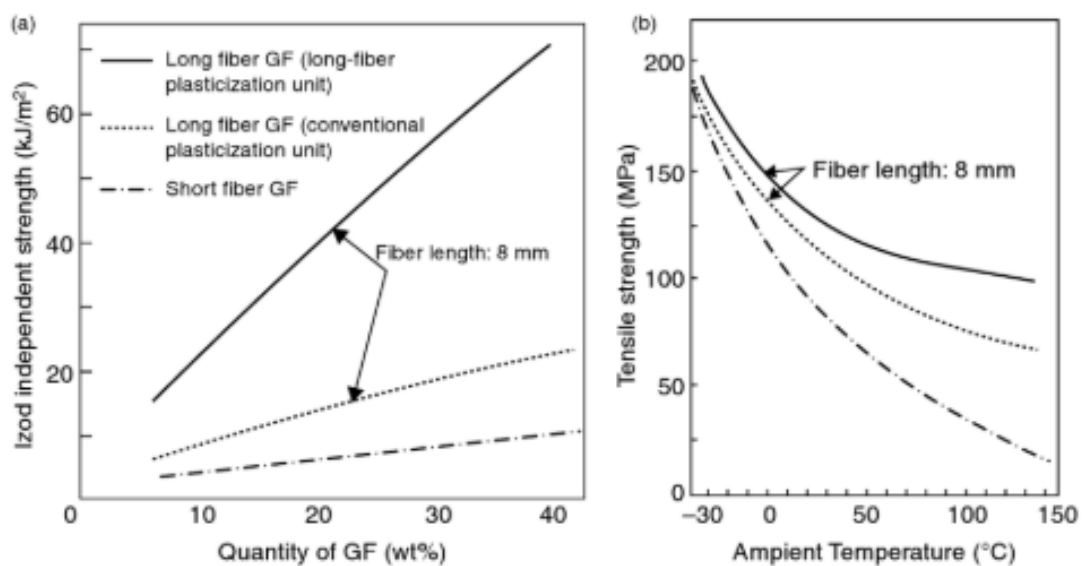 (a)
Long fiber GF (long-fiber
plasticization unit)
Long fiber GF (conventional
plasticization unit)
Short fiber GF
Fiber length: 8 mm
60
40
20
0
10
20
30
40
Izod independent strength (kJ/m²)
Quantity of GF (wt%)
(b)
200
150
100
50
0
Fiber length: 8 mm
−30
0
50
100
150
Tensile strength (MPa)
Ampient Temperature (°C)